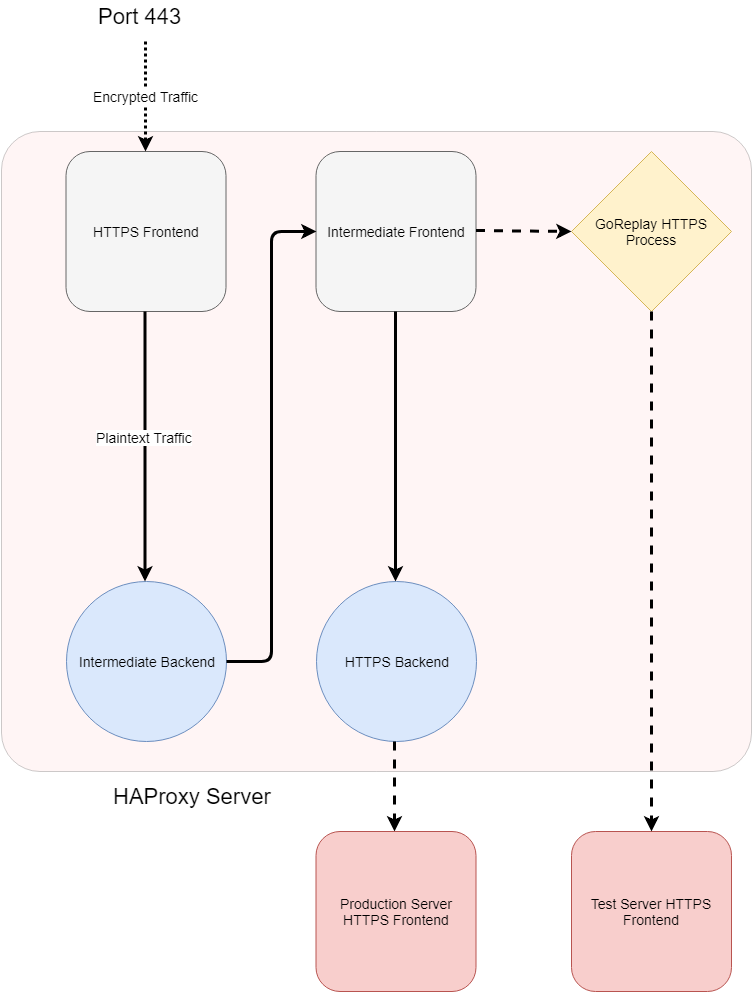 Port 443
Encrypted Traffic
HTTPS Frontend
Intermediate Frontend
GoReplay HTTPS
Process
Plaintext Traffic
Intermediate Backend
HTTPS Backend
HAProxy Server
Production Server
HTTPS Frontend
Test Server HTTPS
Frontend